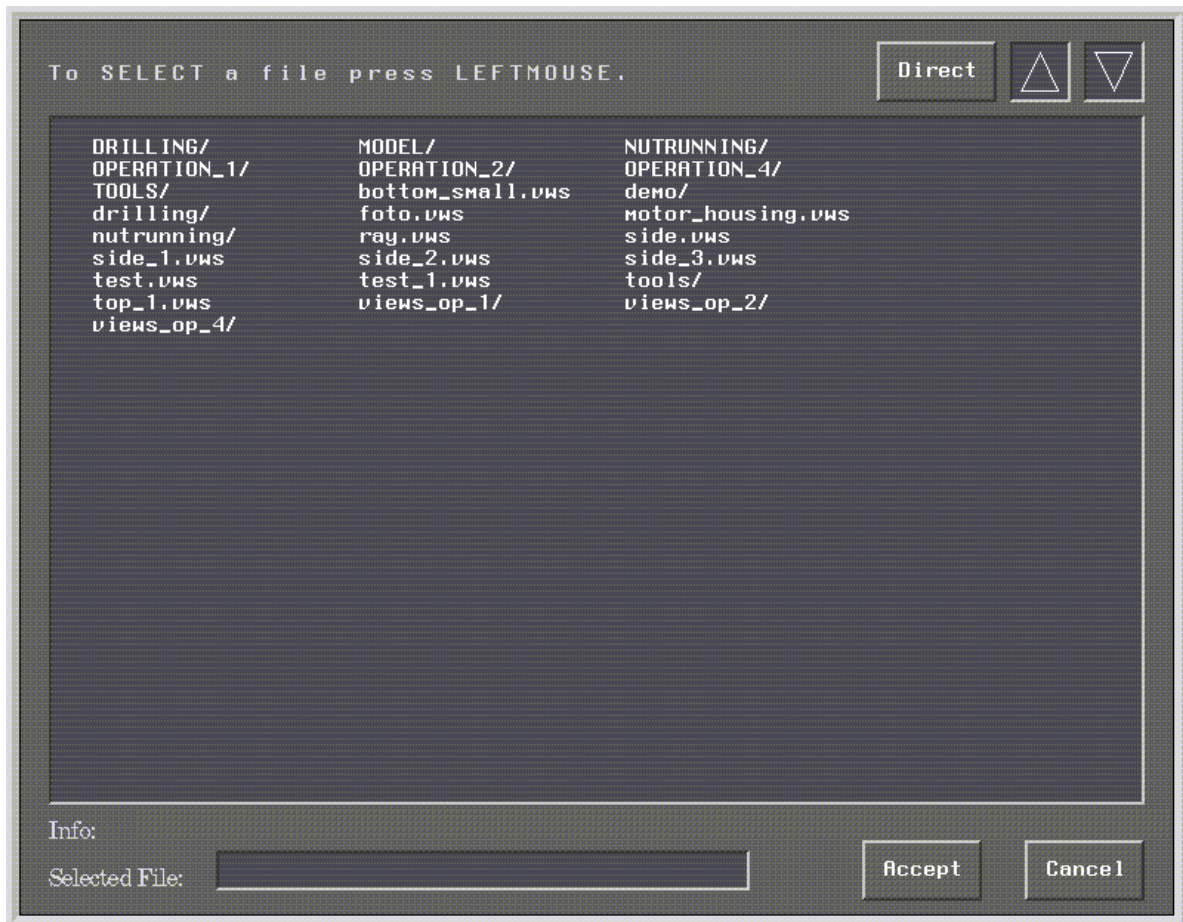 To SELECT a file press LEFTMOUSE.
Direct
DRILLING/ MODEL/ NUTRUNNING/
OPERATION_1/ OPERATION_2/ OPERATION_4/
TOOLS/ bottom_small.vws demo/
drilling/ foto.vws motor_housing.vws
nutrunning/ ray.vws side.vws
side_1.vws side_2.vws side_3.vws
test.vws test_1.vws tools/
top_1.vws views_op_1/ views_op_2/
views_op_4/
Info:
Selected File:
Accept
Cancel